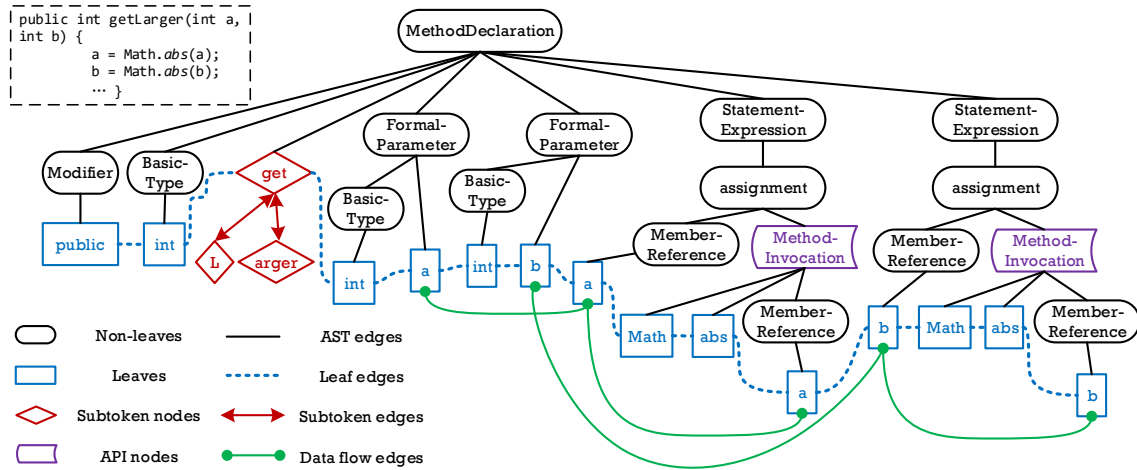 public int getLarger(int a,
int b) {
a = Math.abs(a);
b = Math.abs(b);
… }
MethodDeclaration
Formal-
Parameter
Formal-
Parameter
Statement-
Expression
Statement-
Expression
Modifier
Basic-
Type
get
Basic-
Type
Basic-
Type
assignment
assignment
public
int
L
arger
int
a
int
b
a
Member-
Reference
Method-
Invocation
Member-
Reference
Method-
Invocation
Math
abs
Member-
Reference
a
b
Math
abs
Member-
Reference
b
Non-leaves
AST edges
Leaves
Leaf edges
Subtoken nodes
Subtoken edges
API nodes
Data flow edges